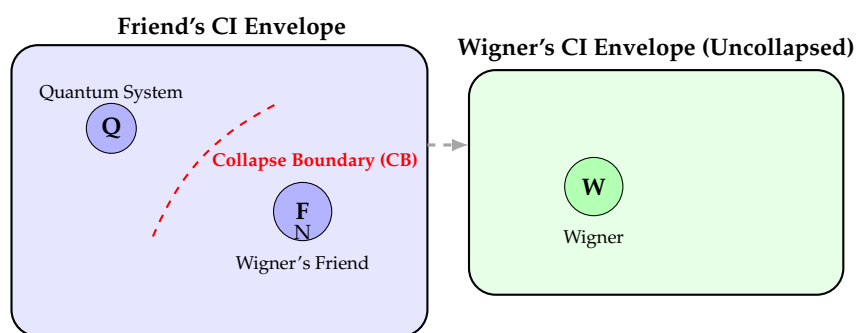 Friend's CI Envelope
Quantum System
Q
Collapse Boundary (CB)
F
N
Wigner's Friend
Wigner's CI Envelope (Uncollapsed)
W
Wigner